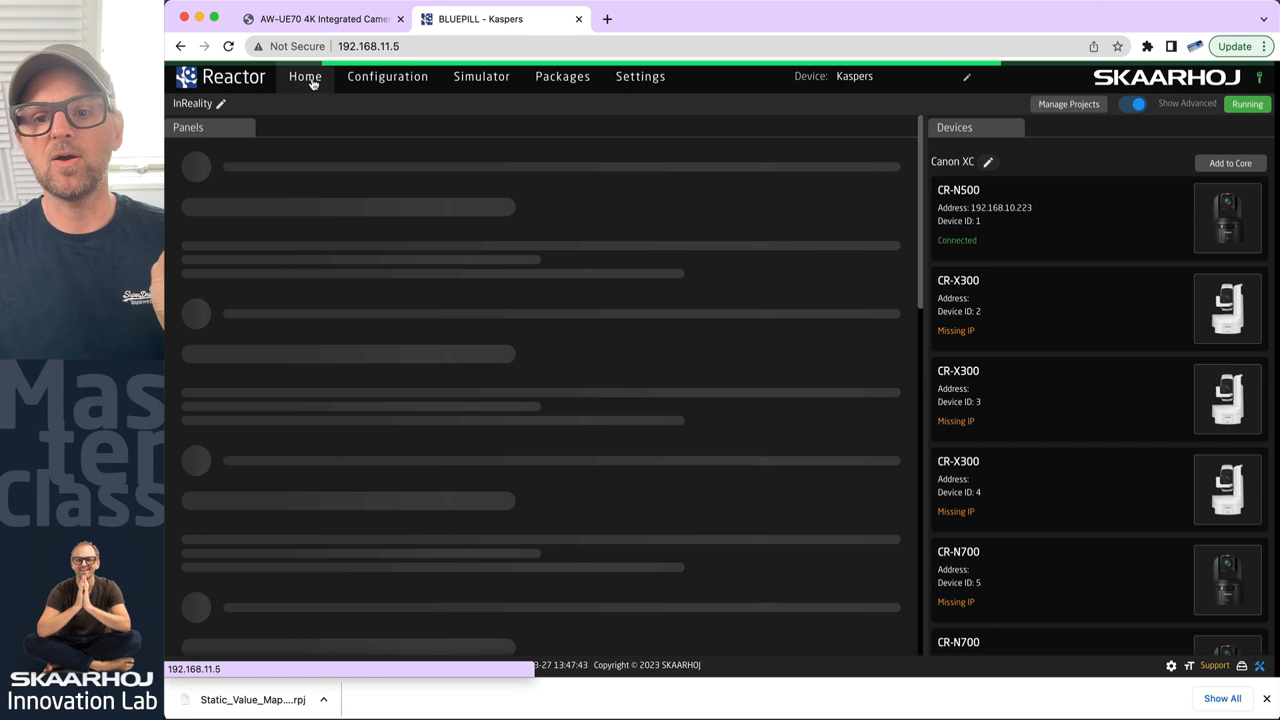 AW-UE70 4K Integrated Came
BLUEPILL - Kaspers
Not Secure
192.168.11.5
Update
Reactor
Home
Configuration
Simulator
Packages
Settings
Device:
Kaspers
SKAARHOJ
InReality
Manage Projects
Show Advanced
Running
Panels
Devices
Canon XC
Add to Core
CR-N500
Address: 192.168.10.223
Device ID: 1
Connected
CR-X300
Address:
Device ID: 2
Missing IP
CR-X300
Address:
Device ID: 3
Missing IP
CR-X300
Address:
Device ID: 4
Missing IP
CR-N700
Address:
Device ID: 5
Missing IP
CR-N700
192.168.11.5
3-27 13:47:43 Copyright © 2023 SKAARHOJ
Support
Static_Value_Map....rpj
Show All
Mas
ter
Class
SKAARHOJ
Innovation Lab